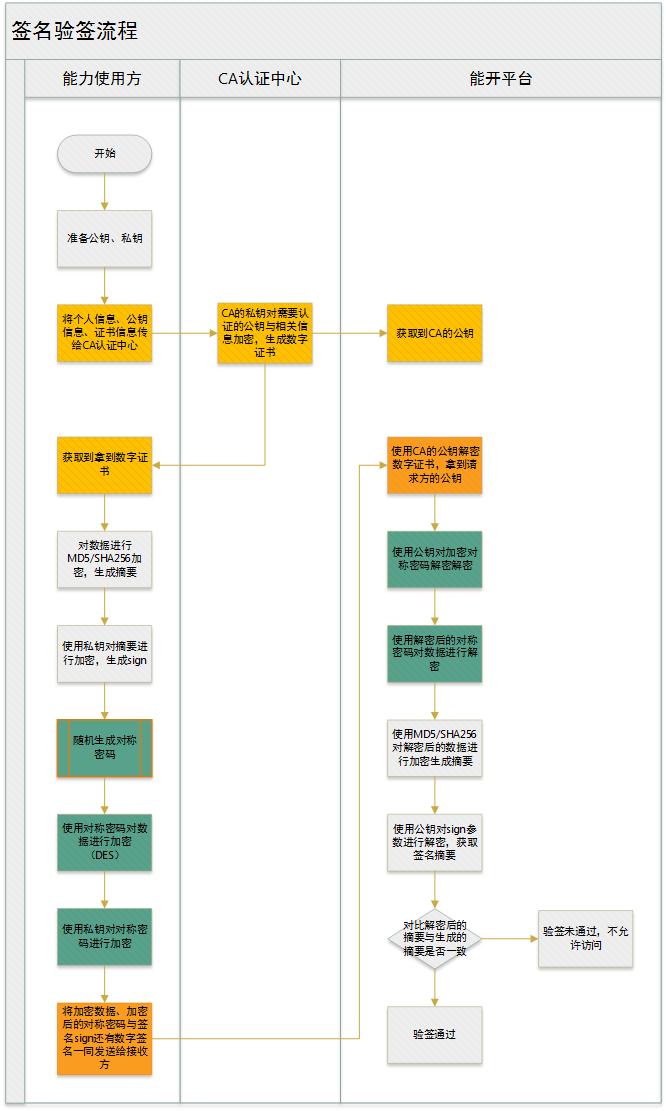 签名验签流程
能力使用方
CA认证中心
能开平台
开始
准备公钥、私钥
将个人信息、公钥
信息、证书信息传
给CA认证中心
CA的私钥对需要认
证的公钥与相关信
息加密，生成数字
证书
获取到CA的公钥
获取到拿到数字证
书
对数据进行
MD5/SHA256加
密，生成摘要
使用私钥对摘要进
行加密，生成sign
随机生成对称
密码
使用对称密码对数
据进行加密
（DES）
使用私钥对对称密
码进行加密
将加密数据、加密
后的对称密码与签
名sign还有数字签
名一同发送给接收
方
使用CA的公钥解密
数字证书，拿到请
求方的公钥
使用公钥对加密对
称密码解密解密
使用解密后的对称
密码对数据进行解
密
使用MD5/SHA256
对解密后的数据进
行加密生成摘要
使用公钥对sign参
数进行解密，获取
签名摘要
对比解密后的
摘要与生成的
摘要是否一致
验签未通过，不允
许访问
验签通过